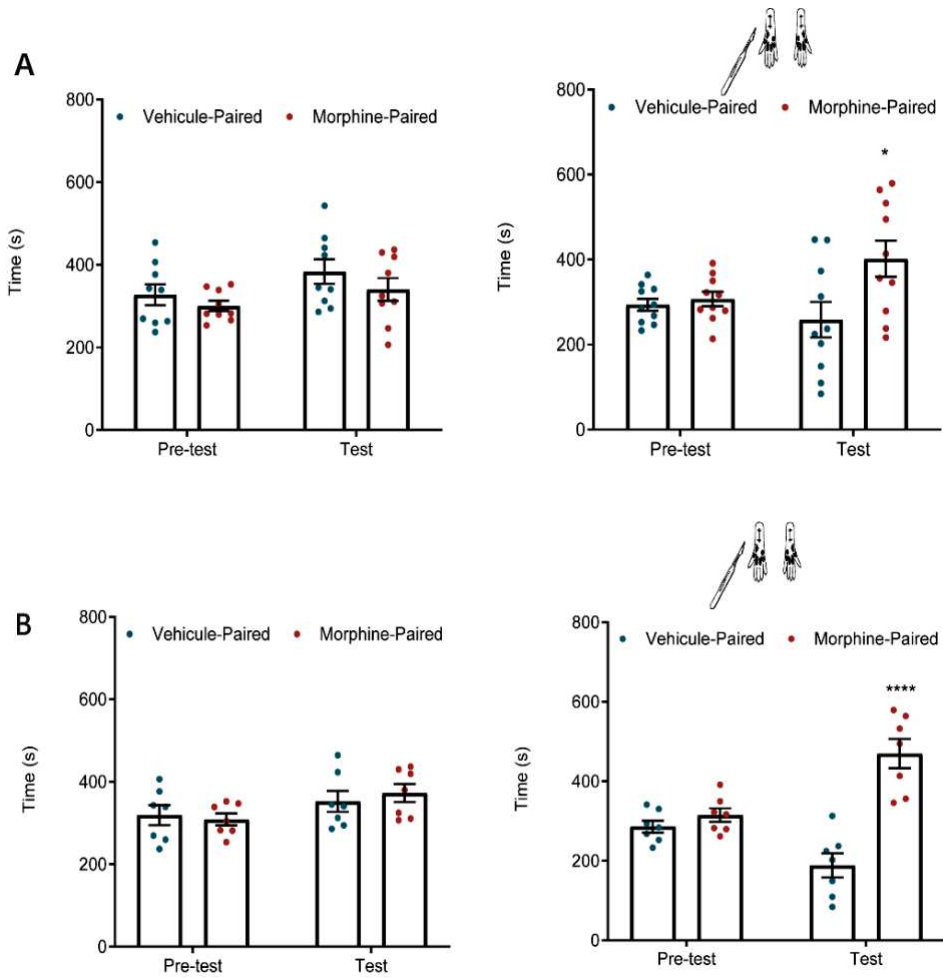 A
Time (s)
800
600
400
200
0
Vehicule-Paired
Morphine-Paired
Pre-test
Test
Time (s)
800
600
400
200
0
Vehicule-Paired
Morphine-Paired
*
Pre-test
Test
B
Time (s)
800
600
400
200
0
Vehicule-Paired
Morphine-Paired
Pre-test
Test
Time (s)
800
600
400
200
0
Vehicule-Paired
Morphine-Paired
****
Pre-test
Test